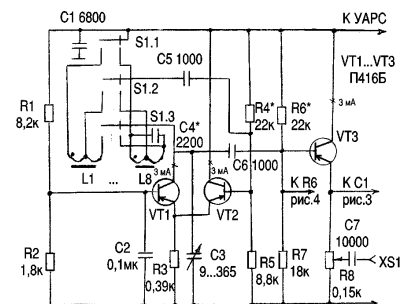 C1 6800
К УАРС
S1.1
C5 1000
VT1...VT3
П416Б
S1.2
3 мА
R1
8,2к
S1.3
C4*
2200
R4*
22к
R6*
22к
VT3
C6 1000
L1 ... L8
3 мА
3 мА
VT1
VT2
К R6
рис.4
К C1
рис.3
R2
1,8к
C2
0,1мк
R3
0,39к
C3
9...365
R5
8,8к
R7
18к
C7
10000
XS1
R8
0,15к